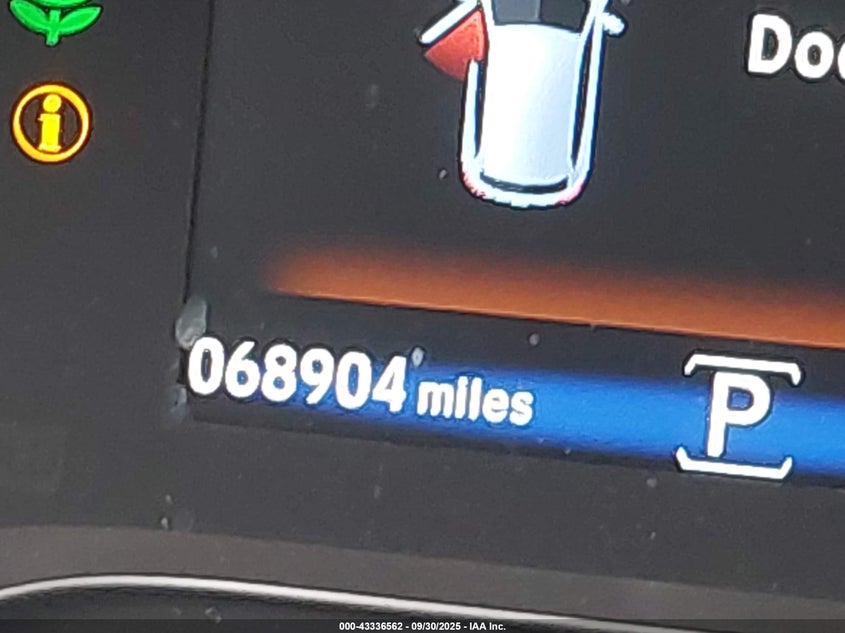 Doo
068904 miles
P
000-43336562 - 09/30/2025 - IAA Inc.